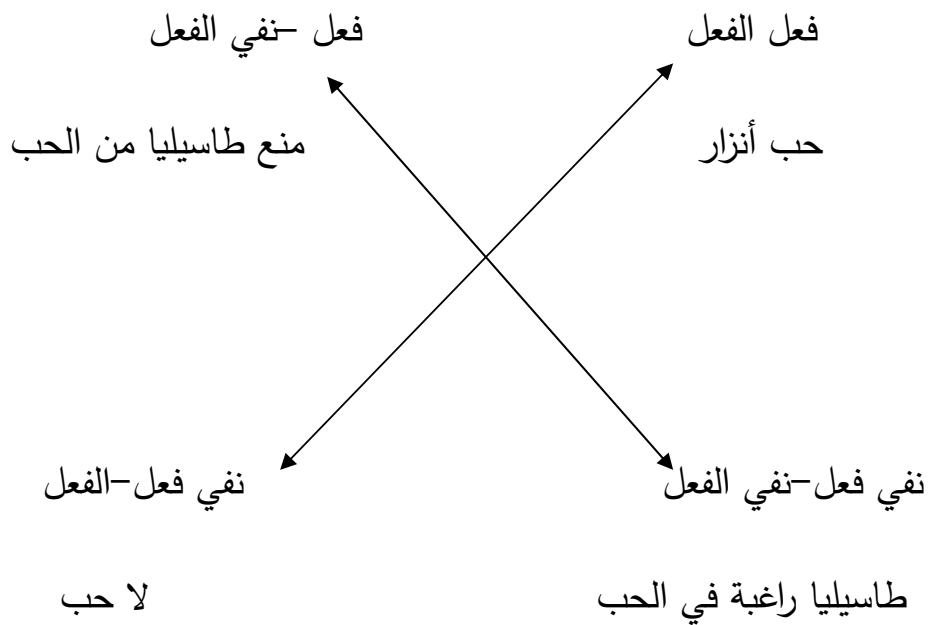 فعل الفعل
فعل –نفي الفعل
حب أنزار
منع طاسيليا من الحب
نفي فعل–نفي الفعل
نفي فعل–الفعل
طاسيليا راغبة في الحب
لا حب